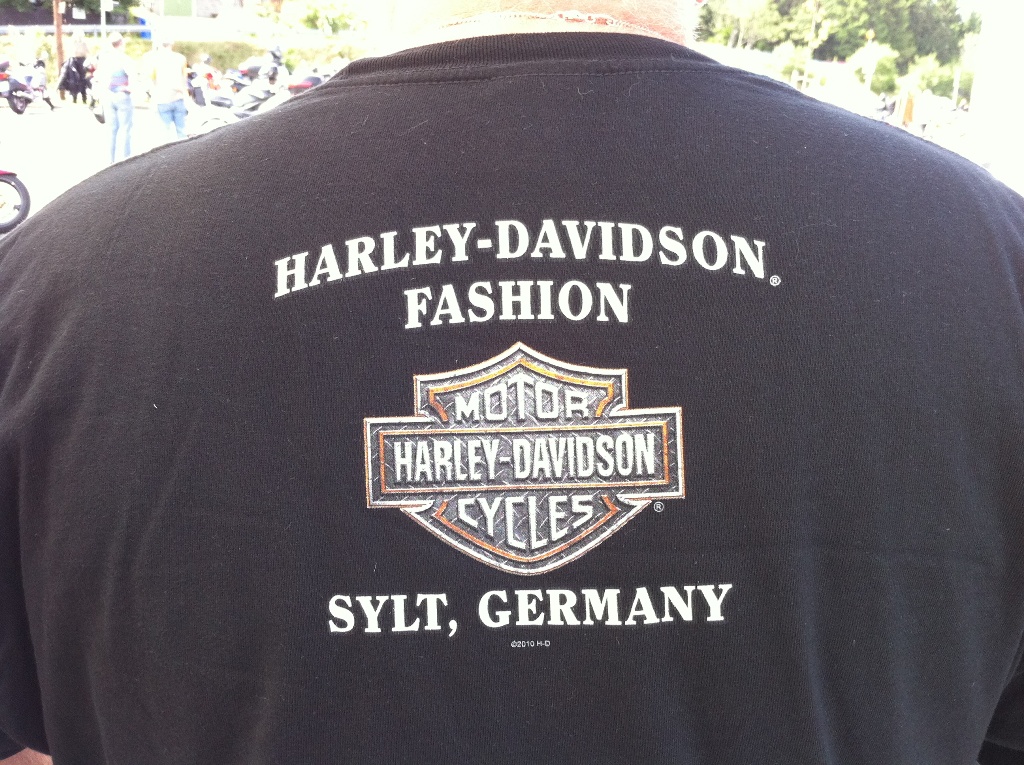 HARLEY-DAVIDSON®
FASHION
MOTOR
HARLEY-DAVIDSON
CYCLES®
SYLT, GERMANY
©2010 H-D